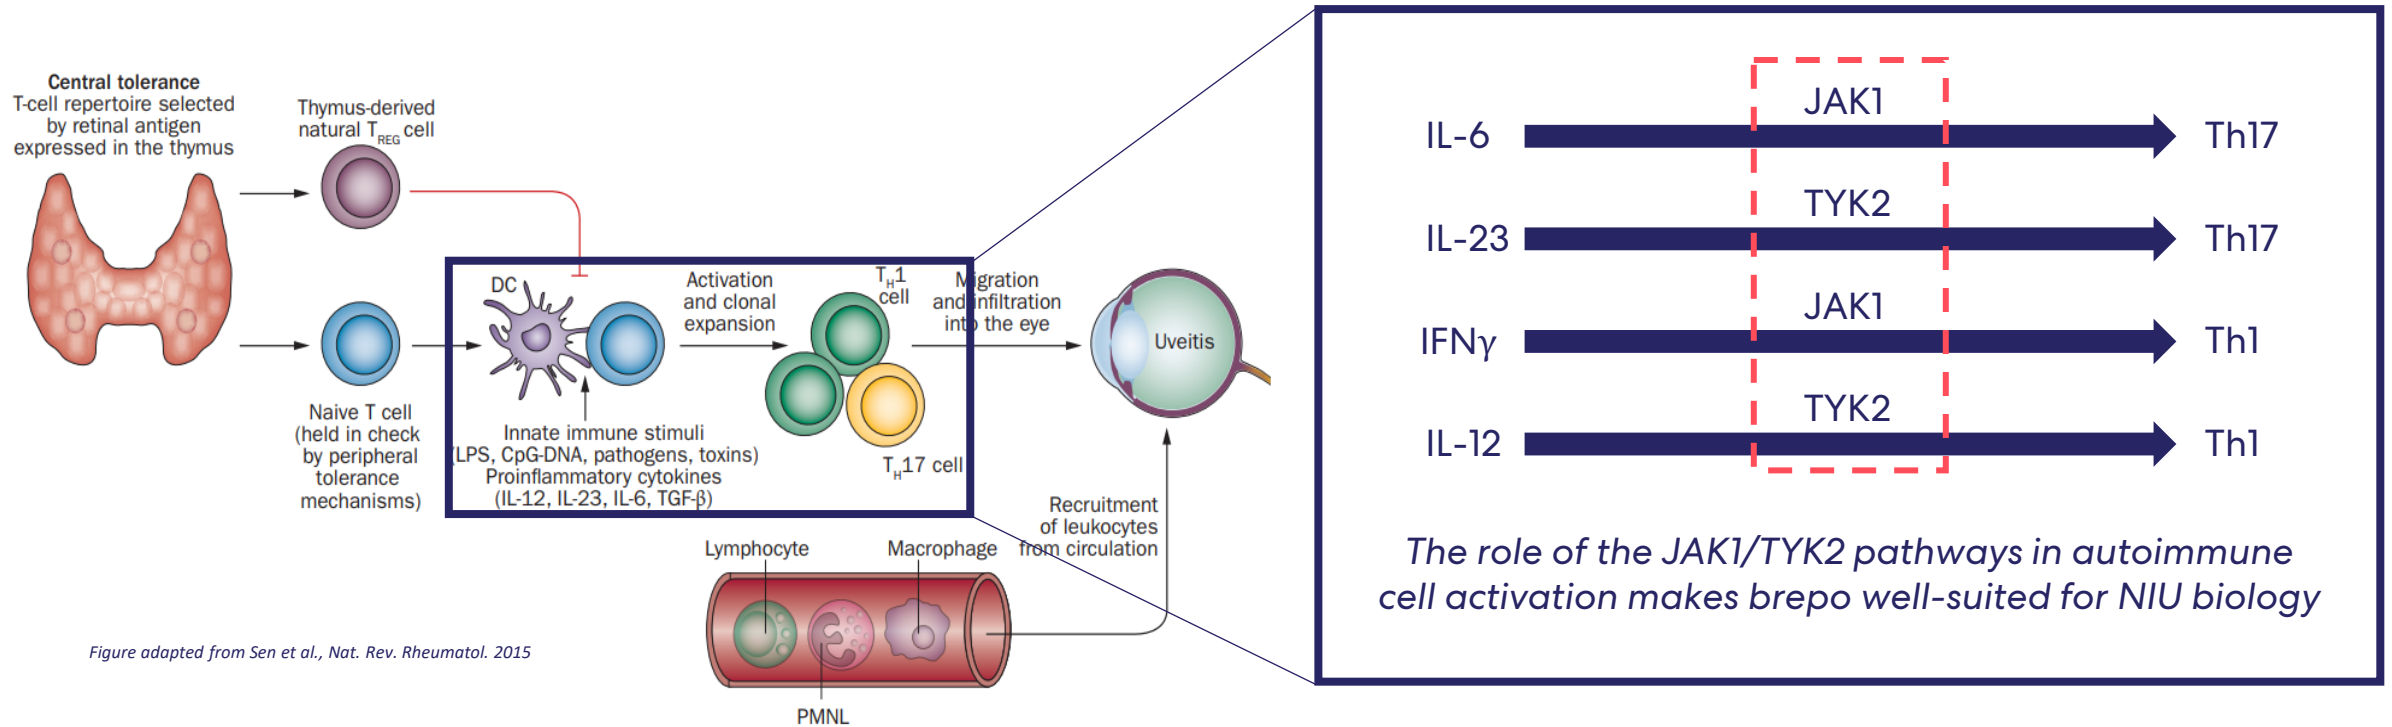 Central tolerance
T-cell repertoire selected
by retinal antigen
expressed in the thymus
Thymus-derived
natural TREG cell
Naive T cell
(held in check
by peripheral
tolerance
mechanisms)
DC
Activation
and clonal
expansion
TH1
cell
TH17 cell
Innate immune stimuli
(LPS, CpG-DNA, pathogens, toxins)
Proinflammatory cytokines
(IL-12, IL-23, IL-6, TGF-β)
Migration
and infiltration
into the eye
Uveitis
Recruitment
of leukocytes
from circulation
Lymphocyte
Macrophage
PMNL
Figure adapted from Sen et al., Nat. Rev. Rheumatol. 2015
IL-6 JAK1 Th17
IL-23 TYK2 Th17
IFNγ JAK1 Th1
IL-12 TYK2 Th1
The role of the JAK1/TYK2 pathways in autoimmune
cell activation makes brepo well-suited for NIU biology